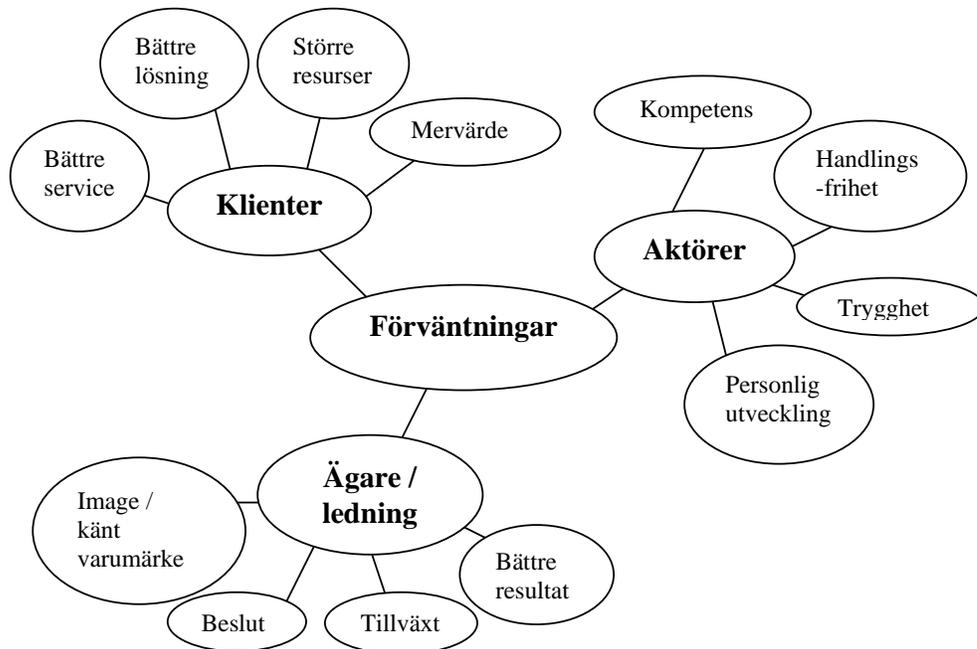 Bättre
lösning
Större
resurser
Mervärde
Bättre
service
Klienter
Kompetens
Handlings
-frihet
Aktörer
Trygghet
Personlig
utveckling
Förväntningar
Ägare /
ledning
Image /
känt
varumärke
Beslut
Tillväxt
Bättre
resultat